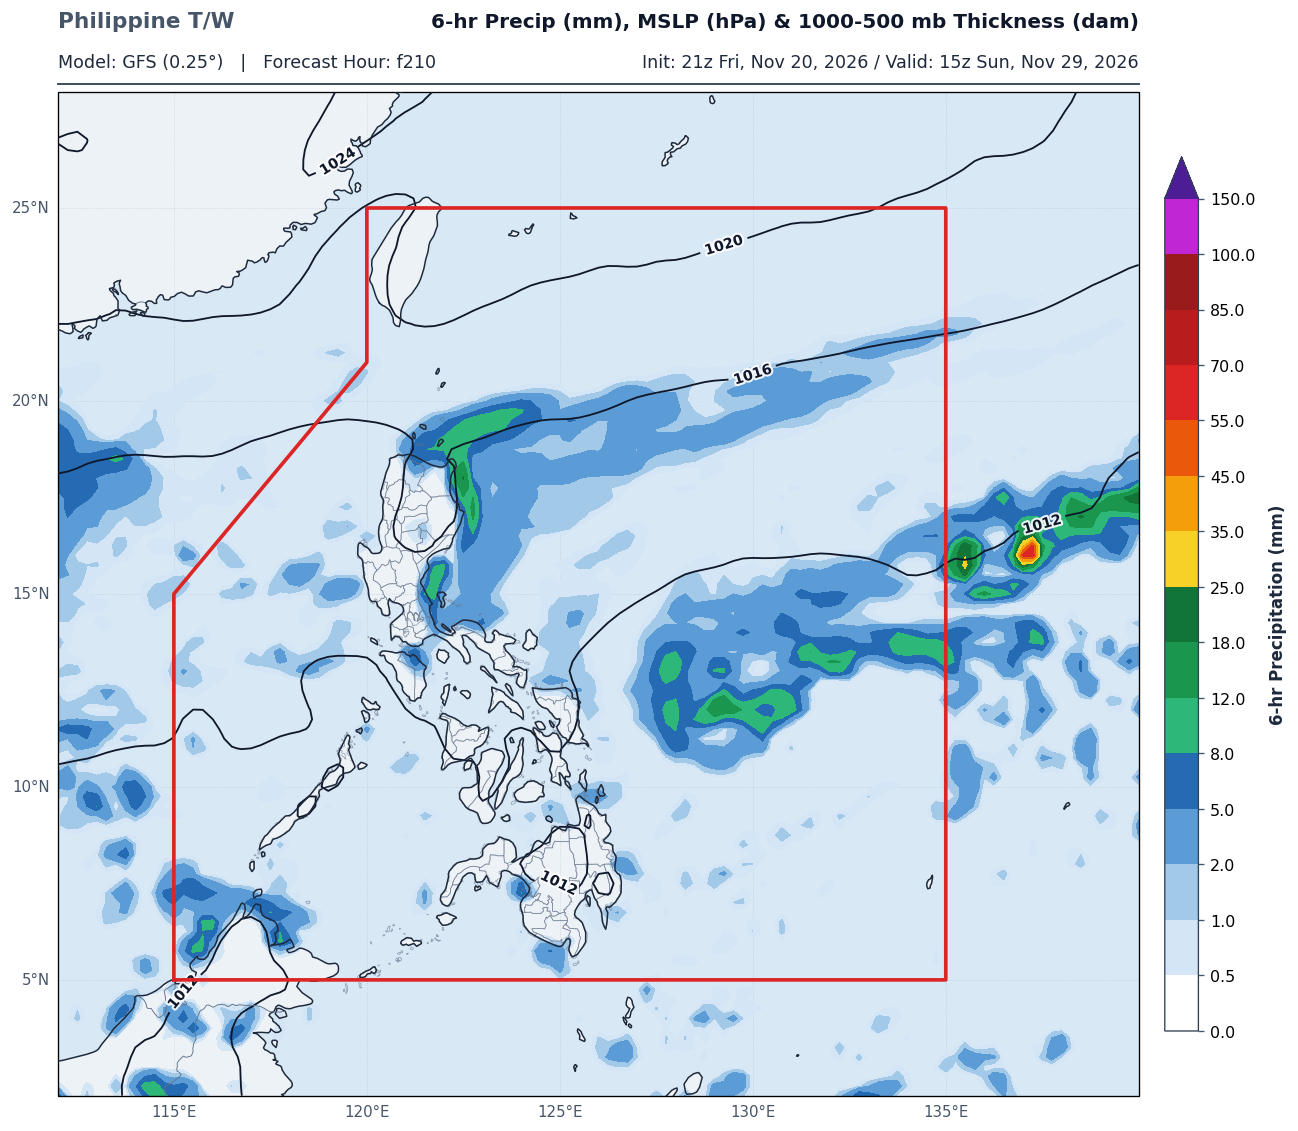 Philippine T/W
6-hr Precip (mm), MSLP (hPa) & 1000-500 mb Thickness (dam)
Model: GFS (0.25°) | Forecast Hour: f210
Init: 21z Fri, Nov 20, 2026 / Valid: 15z Sun, Nov 29, 2026
1024
1020
1016
1012
1012
1012
25°N
20°N
15°N
10°N
5°N
115°E
120°E
125°E
130°E
135°E
150.0
100.0
85.0
70.0
55.0
45.0
35.0
25.0
18.0
12.0
8.0
5.0
2.0
1.0
0.5
0.0
6-hr Precipitation (mm)